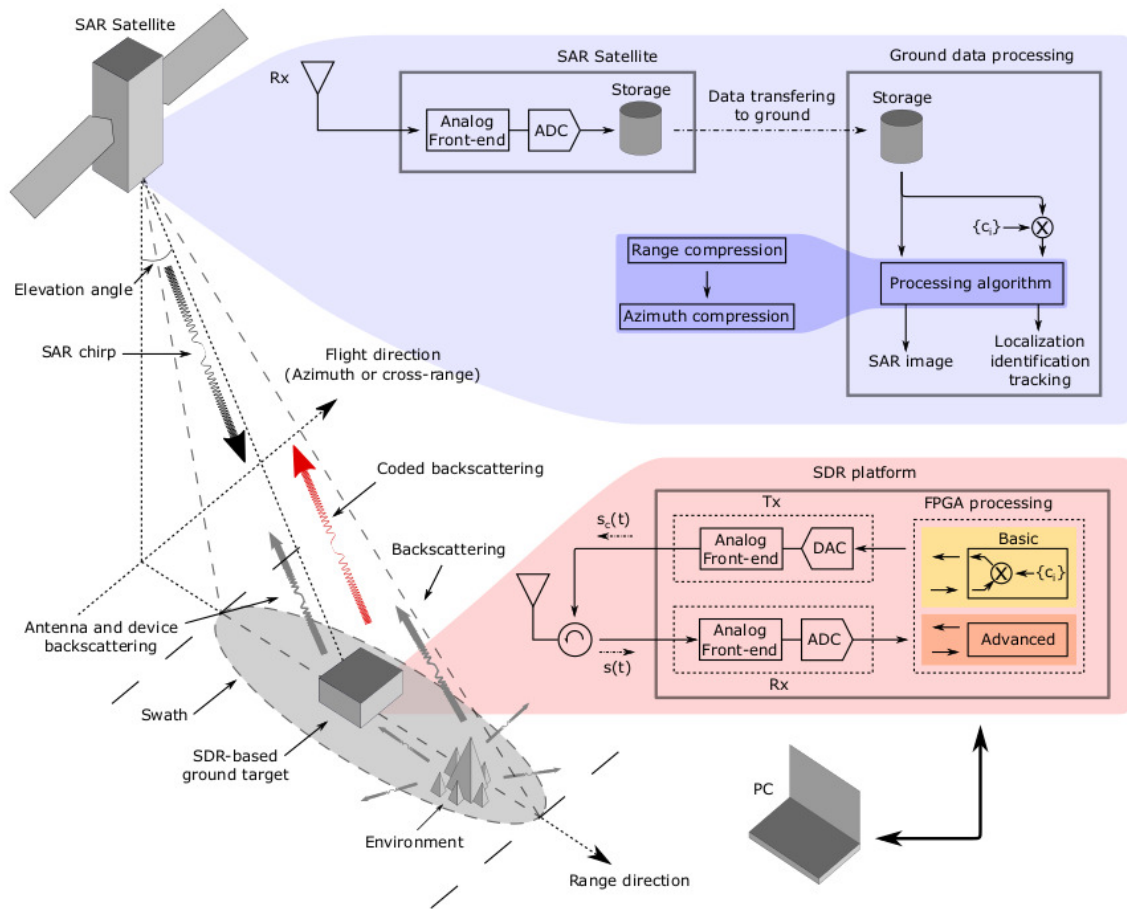 SAR Satellite
Rx
SAR Satellite
Analog
Front-end
ADC
Storage
Data transfering
to ground
Ground data processing
Storage
{cᵢ}
X
Range compression
Azimuth compression
Processing algorithm
SAR image
Localization
identification
tracking
Elevation angle
SAR chirp
Flight direction
(Azimuth or cross-range)
Coded backscattering
Backscattering
Antenna and device
backscattering
Swath
SDR-based
ground target
Environment
Range direction
SDR platform
Tx
s_c(t)
Analog
Front-end
DAC
FPGA processing
Basic
X
{cᵢ}
Advanced
s(t)
Analog
Front-end
ADC
Rx
PC